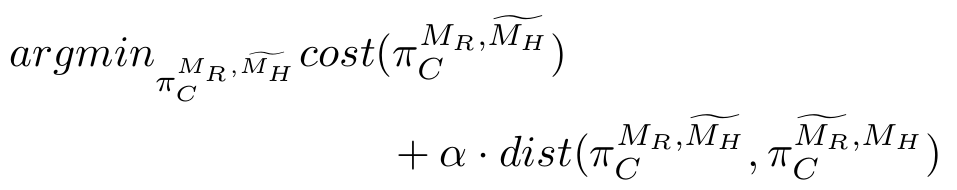 argmin_{π_C^{M_R, \widetilde{M_H}}} cost(π_C^{M_R, \widetilde{M_H}})
+ α · dist(π_C^{M_R, \widetilde{M_H}}, π_C^{\widetilde{M_R}, M_H})